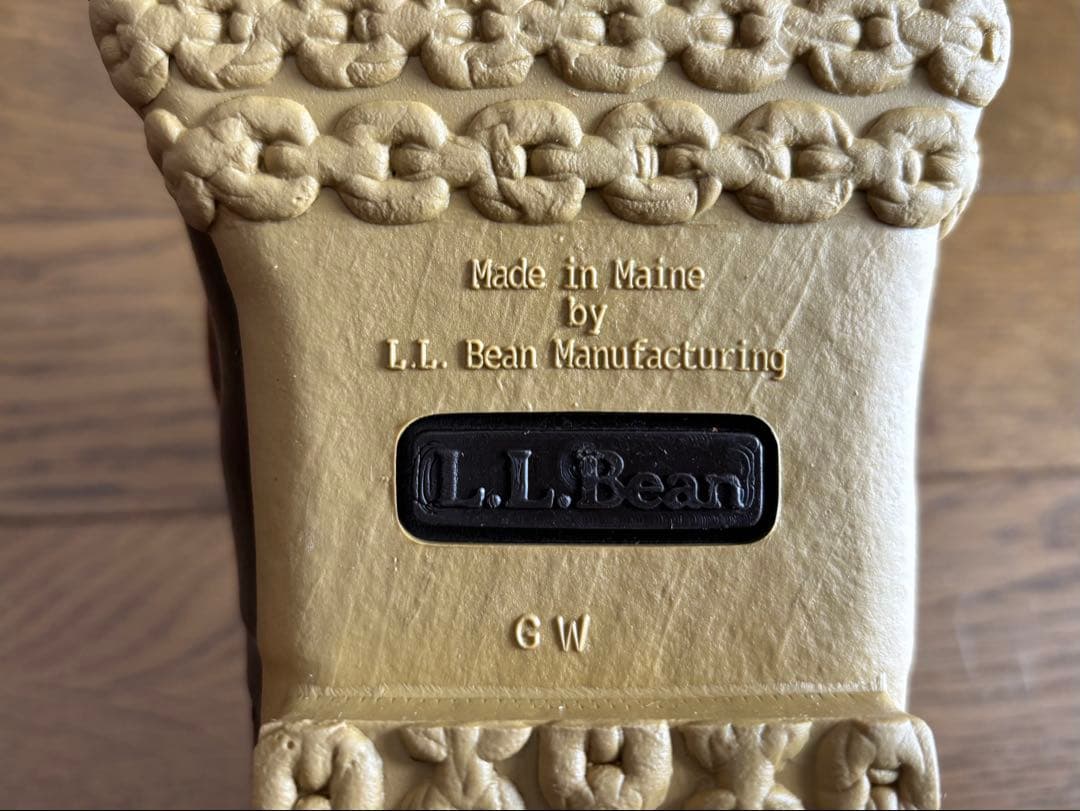 Made in Maine
by
L.L. Bean Manufacturing
L.L.Bean
GW